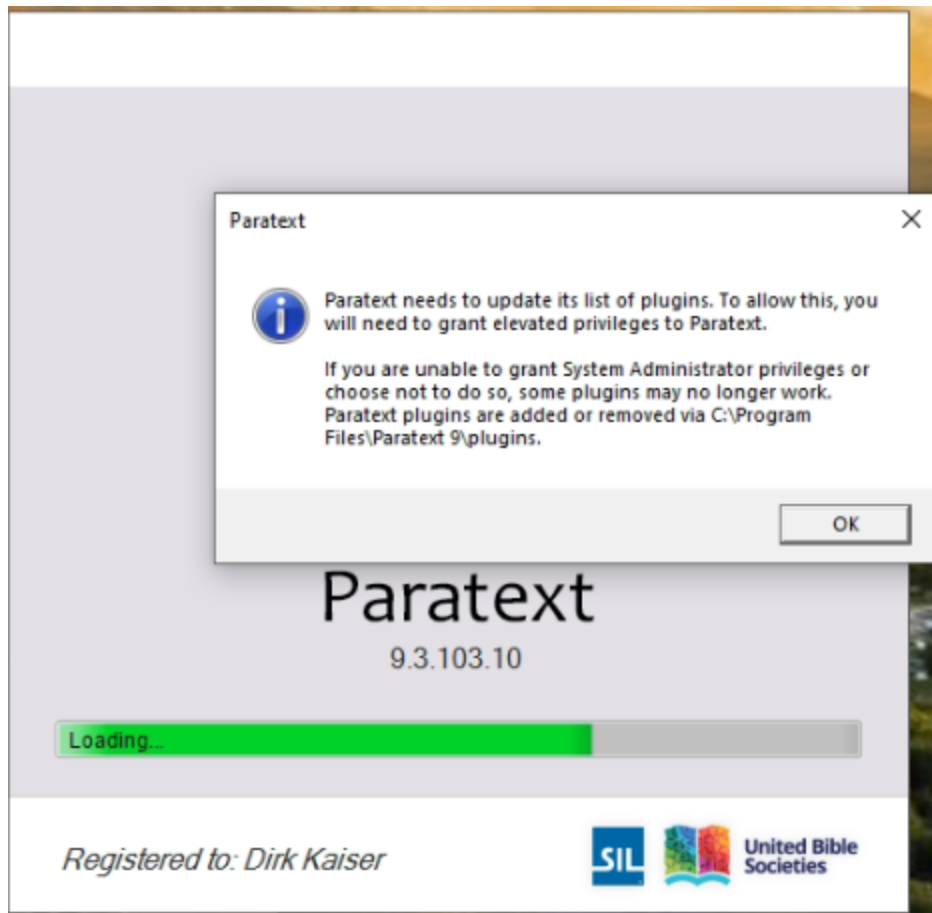 Paratext
Paratext needs to update its list of plugins. To allow this, you
will need to grant elevated privileges to Paratext.
If you are unable to grant System Administrator privileges or
choose not to do so, some plugins may no longer work.
Paratext plugins are added or removed via C:\Program
Files\Paratext 9\plugins.
OK
Paratext
9.3.103.10
Loading...
Registered to: Dirk Kaiser
SIL
United Bible
Societies